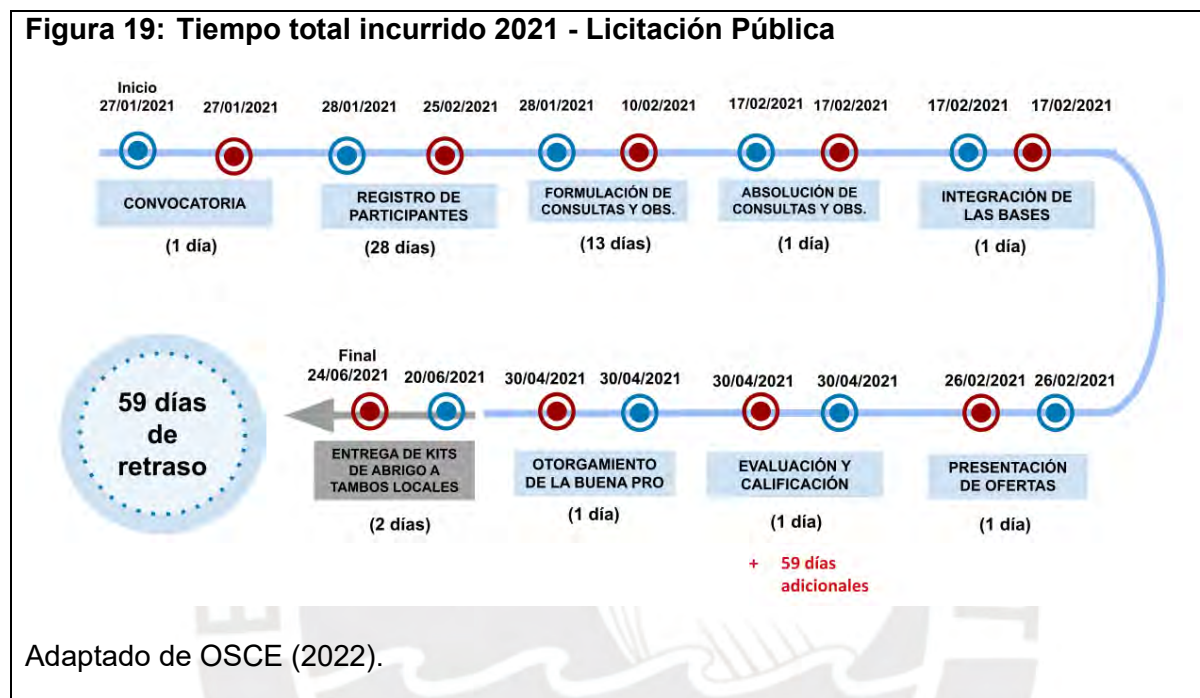 Figura 19: Tiempo total incurrido 2021 - Licitación Pública
Inicio
27/01/2021 27/01/2021 28/01/2021 25/02/2021 28/01/2021 10/02/2021 17/02/2021 17/02/2021 17/02/2021 17/02/2021
CONVOCATORIA
(1 día)
REGISTRO DE
PARTICIPANTES
(28 días)
FORMULACIÓN DE
CONSULTAS Y OBS.
(13 días)
ABSOLUCIÓN DE
CONSULTAS Y OBS.
(1 día)
INTEGRACIÓN DE
LAS BASES
(1 día)
59 días
de
retraso
Final
24/06/2021 20/06/2021 30/04/2021 30/04/2021 30/04/2021 30/04/2021 26/02/2021 26/02/2021
ENTREGA DE KITS
DE ABRIGO A
TAMBOS LOCALES
(2 días)
OTORGAMIENTO
DE LA BUENA PRO
(1 día)
EVALUACIÓN Y
CALIFICACIÓN
(1 día)
+ 59 días
adicionales
PRESENTACIÓN
DE OFERTAS
(1 día)
Adaptado de OSCE (2022).